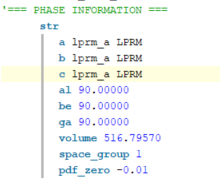 '=== PHASE INFORMATION ===
str
a lprm_a LPRM
b lprm_a LPRM
c lprm_a LPRM
al 90.00000
be 90.00000
ga 90.00000
volume 516.79570
space_group 1
pdf_zero -0.01